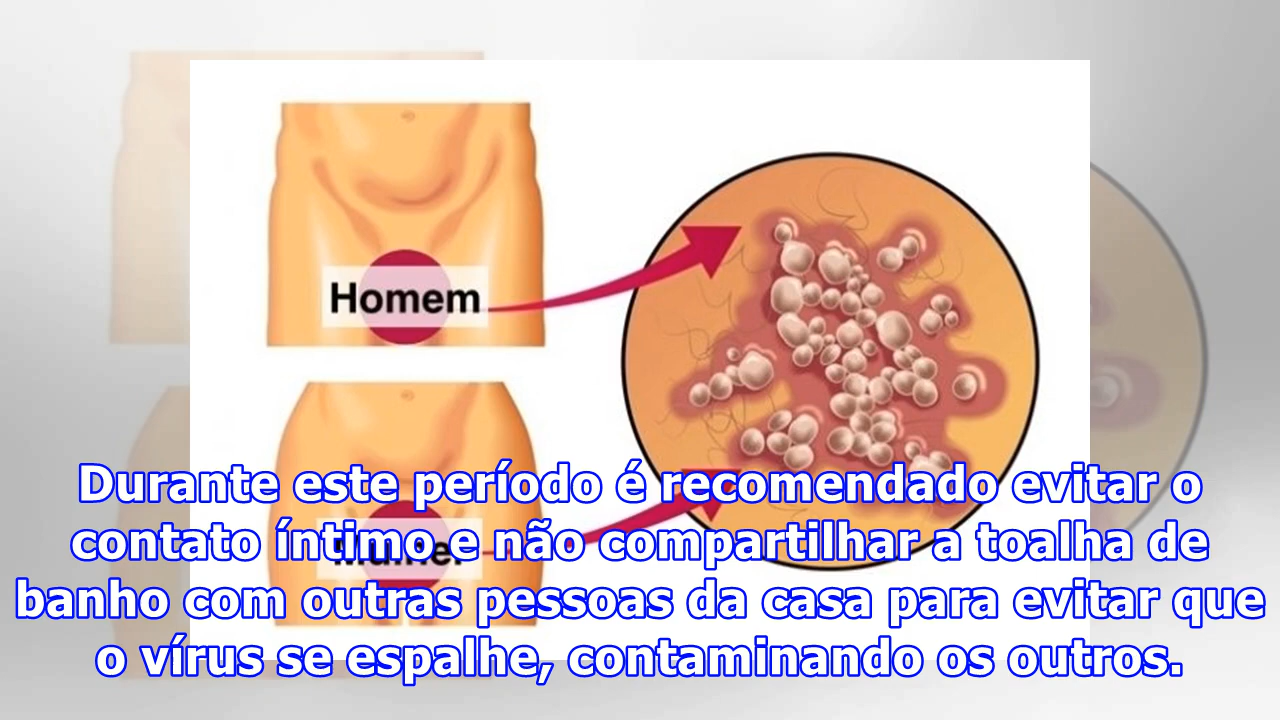 Homem
Durante este período é recomendado evitar o
contato íntimo e não compartilhar a toalha de
banho com outras pessoas da casa para evitar que
o vírus se espalhe, contaminando os outros.